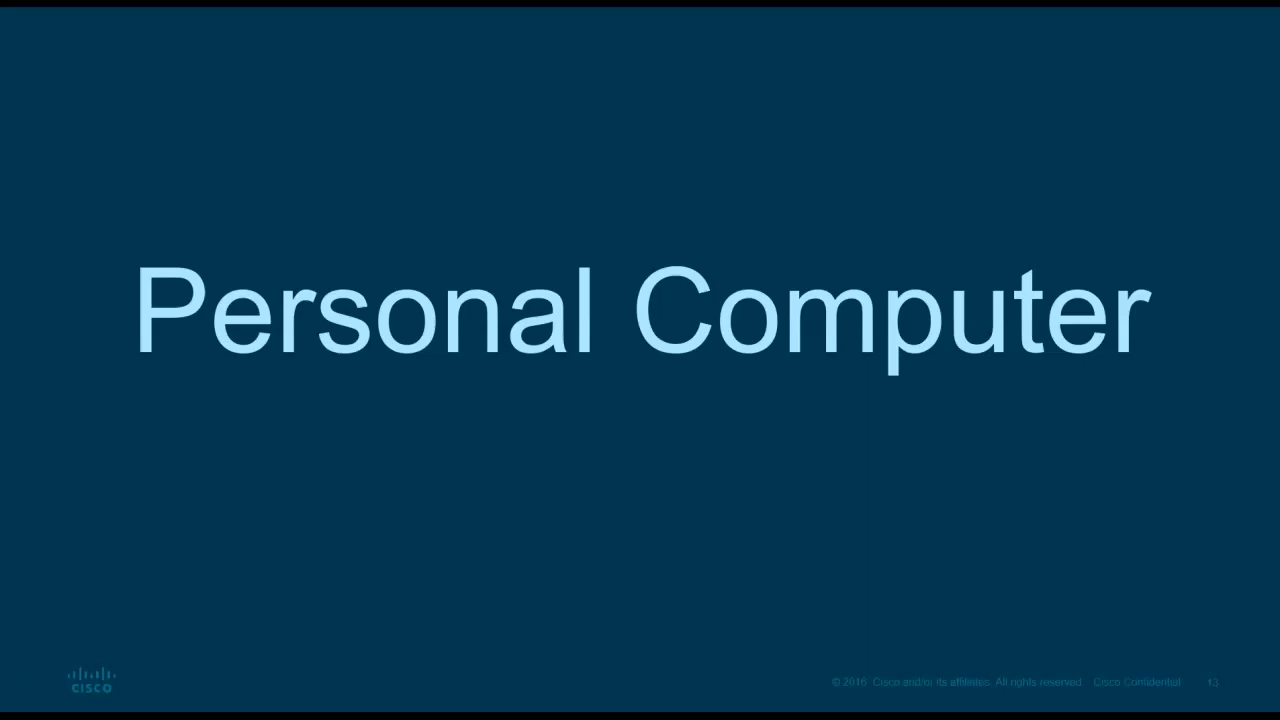 Personal Computer
CISCO
© 2016 Cisco and/or its affiliates. All rights reserved. Cisco Confidential 13